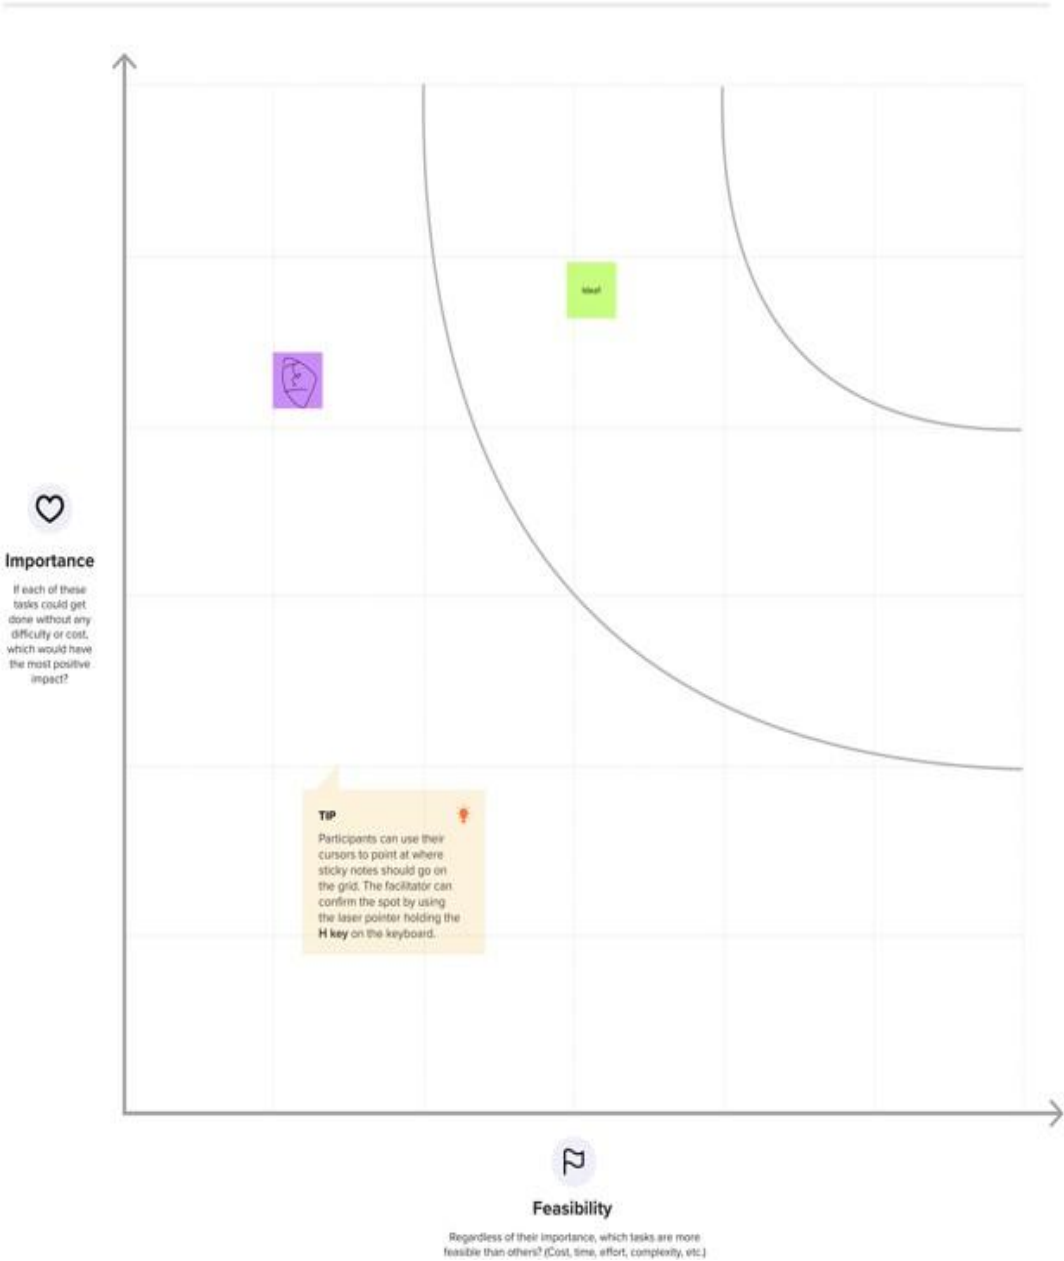 Idea!
Importance
If each of these
tasks could get
done without any
difficulty or cost,
which would have
the most positive
impact?
TIP
Participants can use their
cursors to point at where
sticky notes should go on
the grid. The facilitator can
confirm the spot by using
the laser pointer holding the
H key on the keyboard.
Feasibility
Regardless of their importance, which tasks are more
feasible than others? (Cost, time, effort, complexity, etc.)